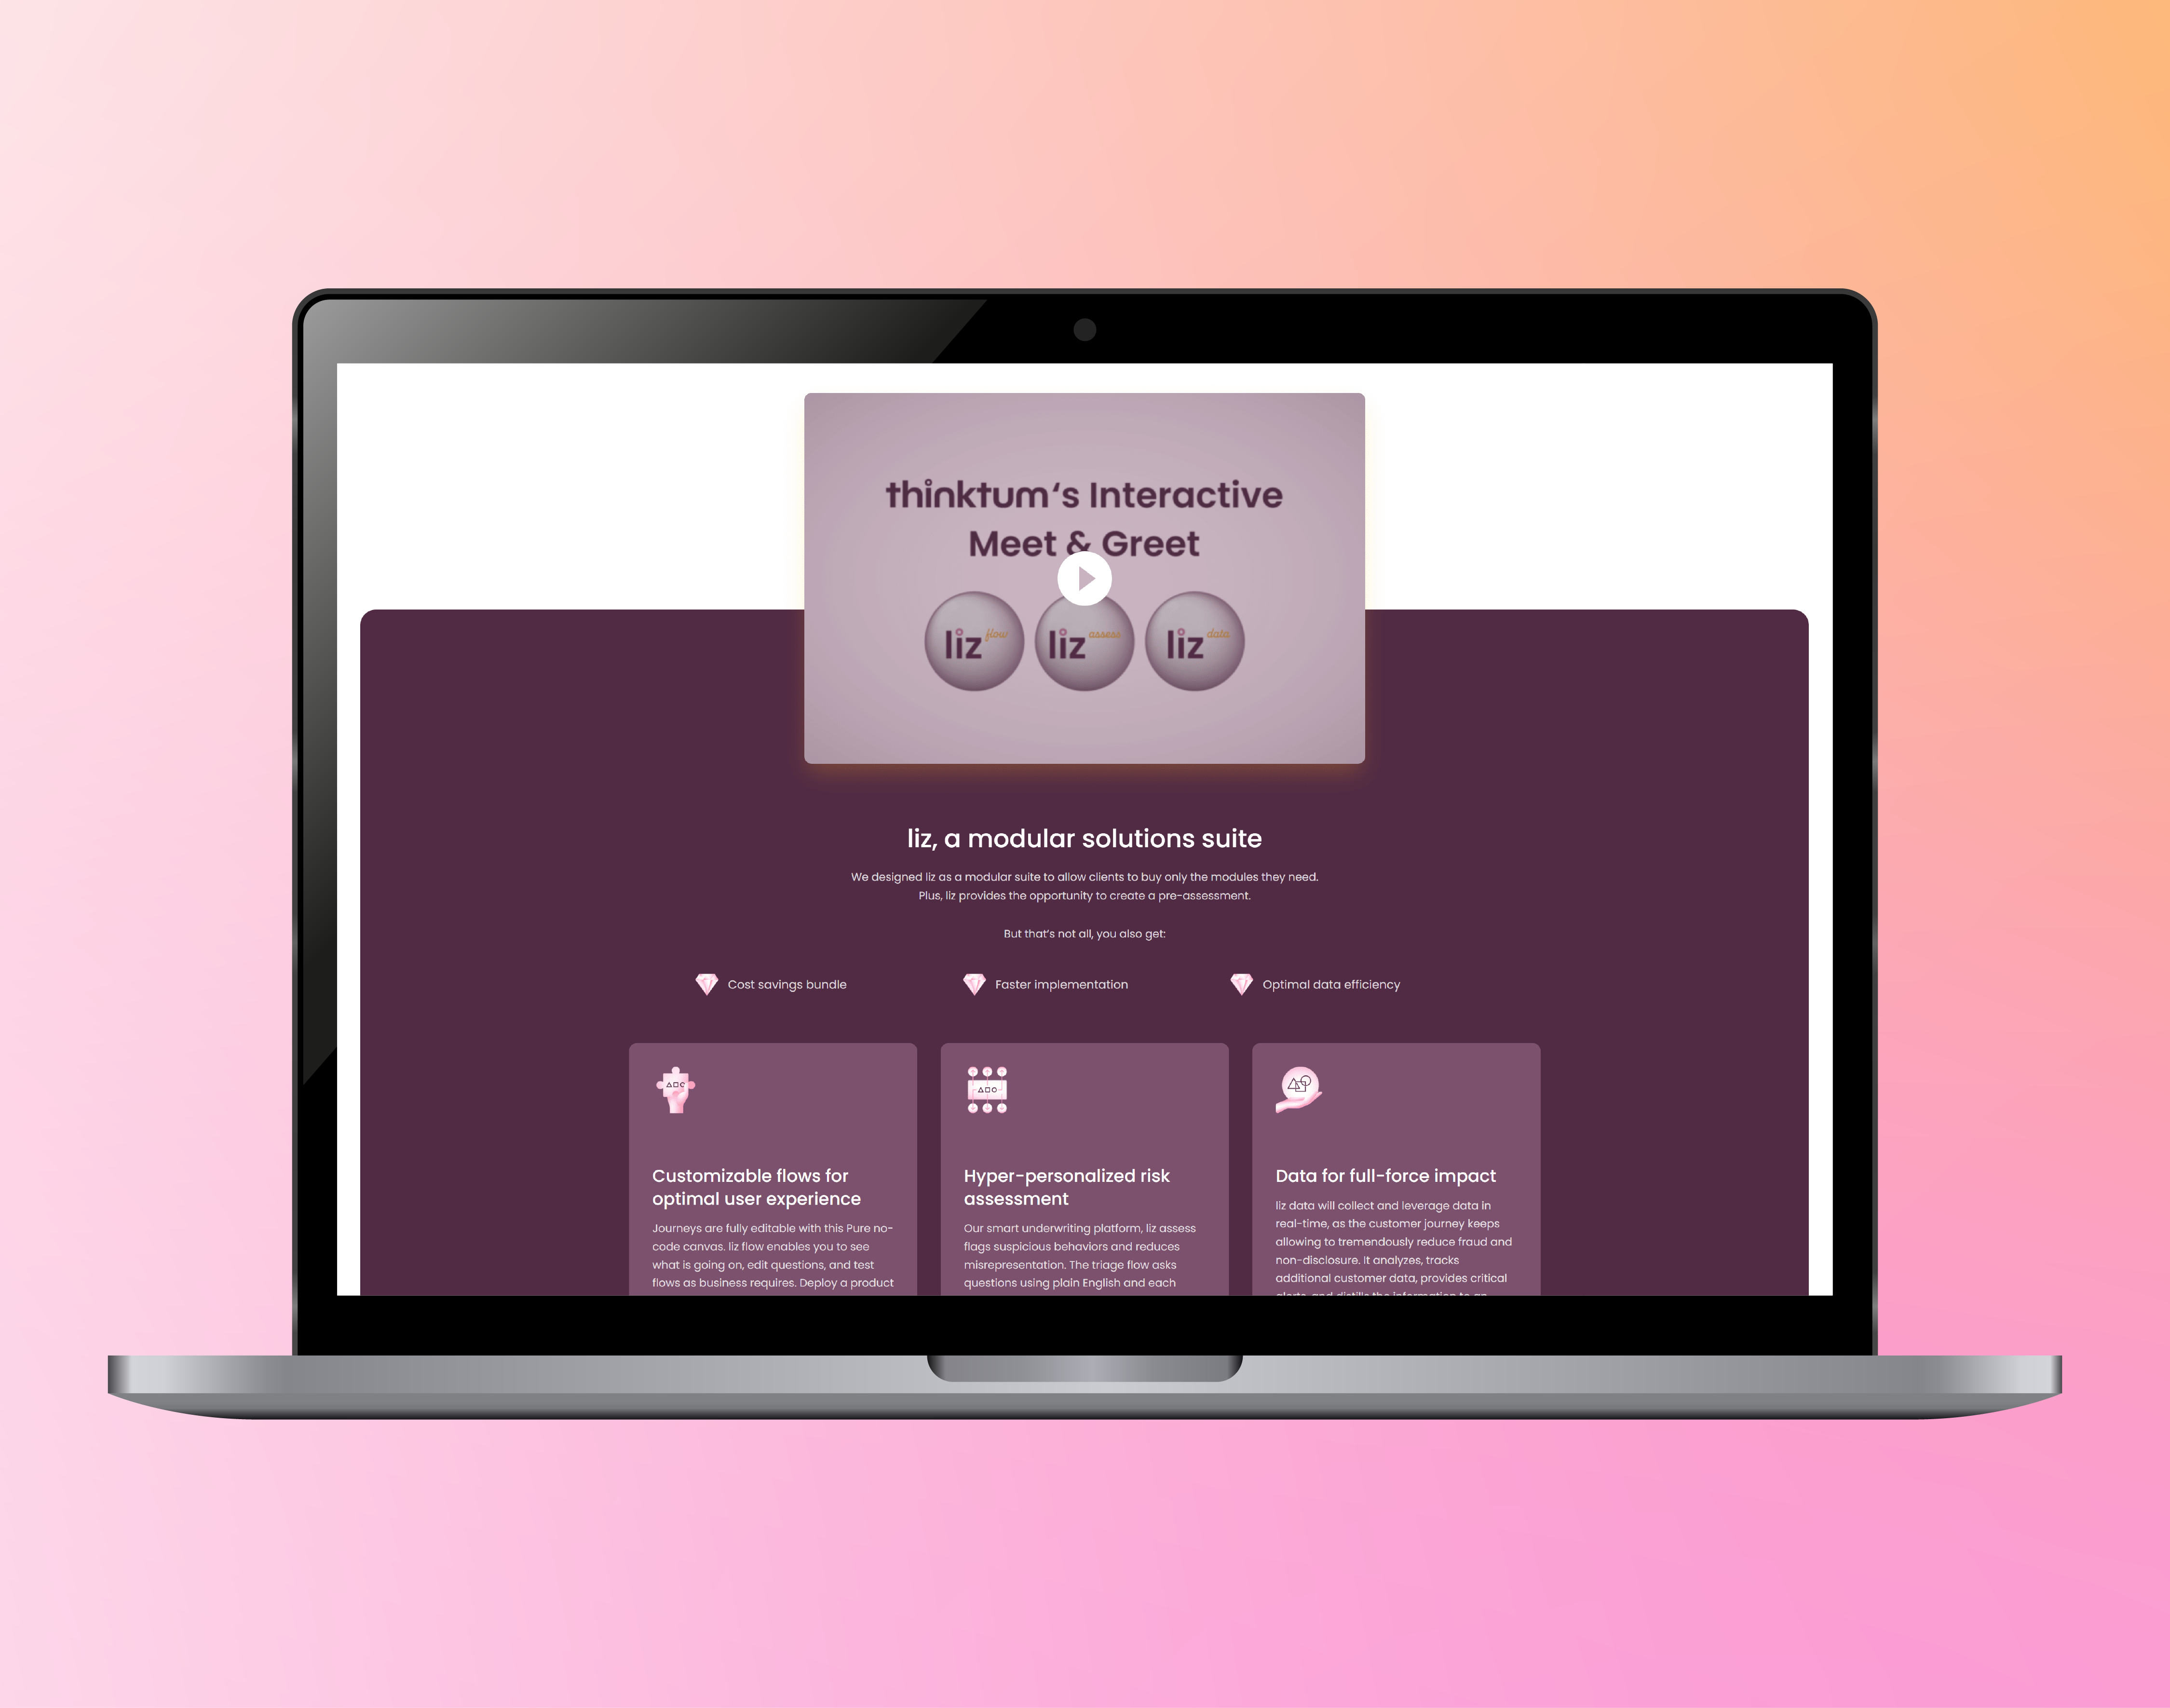 thinktum‘s Interactive
Meet & Greet
liz flow
liz assess
liz data
liz, a modular solutions suite
We designed liz as a modular suite to allow clients to buy only the modules they need.
Plus, liz provides the opportunity to create a pre-assessment.
But that’s not all, you also get:
Cost savings bundle
Faster implementation
Optimal data efficiency
Customizable flows for
optimal user experience
Journeys are fully editable with this Pure no-
code canvas. liz flow enables you to see
what is going on, edit questions, and test
flows as business requires. Deploy a product
Hyper-personalized risk
assessment
Our smart underwriting platform, liz assess
flags suspicious behaviors and reduces
misrepresentation. The triage flow asks
questions using plain English and each
Data for full-force impact
liz data will collect and leverage data in
real-time, as the customer journey keeps
allowing to tremendously reduce fraud and
non-disclosure. It analyzes, tracks
additional customer data, provides critical